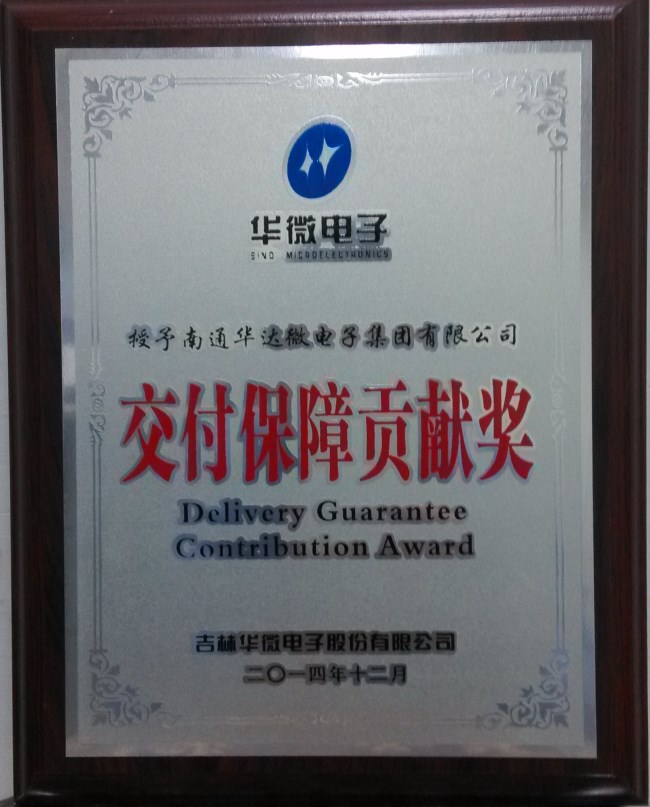 华微电子
SINO MICROELECTRONICS
授予南通华达微电子集团有限公司
交付保障贡献奖
Delivery Guarantee
Contribution Award
吉林华微电子股份有限公司
二〇一四年十二月